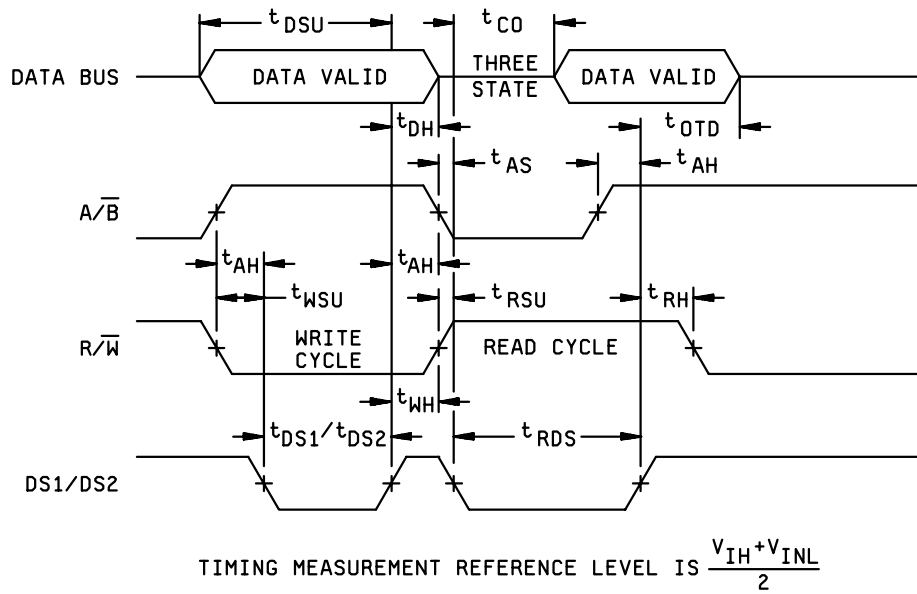 tDSU
tCO
DATA BUS
DATA VALID
THREE
STATE
DATA VALID
tDH
tOTD
tAS
tAH
A/B̅
tAH
tAH
tWSU
tRSU
tRH
R/W̅
WRITE
CYCLE
READ CYCLE
tWH
tDS1/tDS2
tRDS
DS1/DS2
TIMING MEASUREMENT REFERENCE LEVEL IS VIH+VINL
2